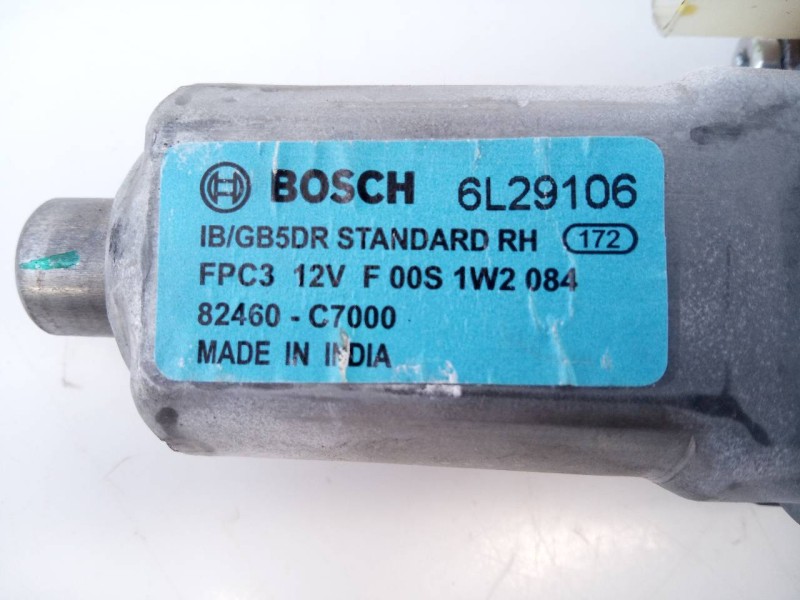 BOSCH 6L29106
IB/GB5DR STANDARD RH 172
FPC3 12V F 00S 1W2 084
82460 - C7000
MADE IN INDIA